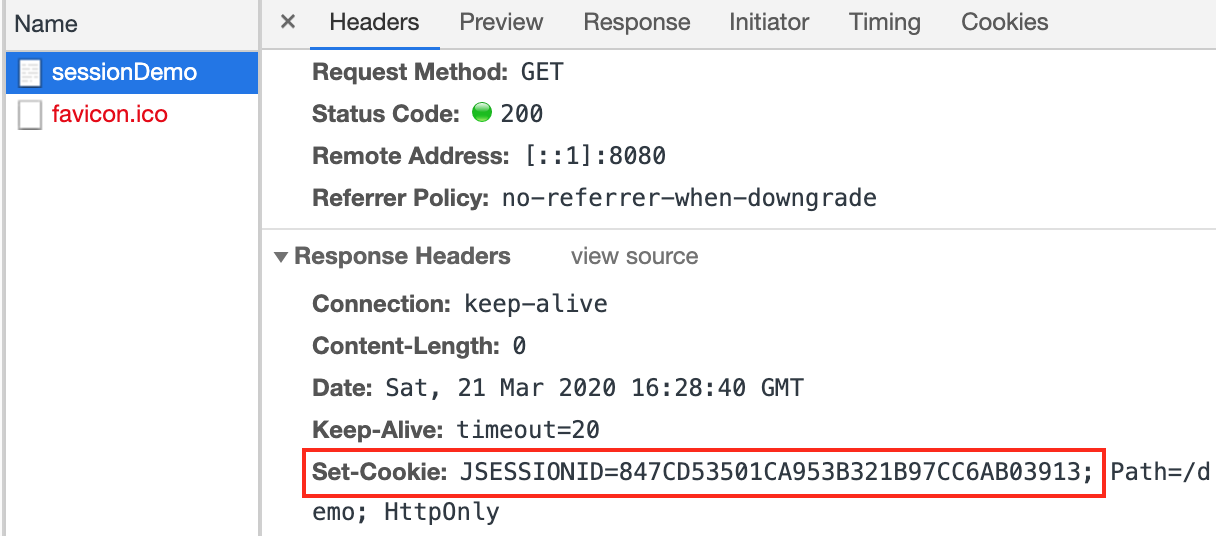 Name
× Headers Preview Response Initiator Timing Cookies
sessionDemo
favicon.ico
Request Method: GET
Status Code: 200
Remote Address: [::1]:8080
Referrer Policy: no-referrer-when-downgrade
Response Headers view source
Connection: keep-alive
Content-Length: 0
Date: Sat, 21 Mar 2020 16:28:40 GMT
Keep-Alive: timeout=20
Set-Cookie: JSESSIONID=847CD53501CA953B321B97CC6AB03913; Path=/d
emo; HttpOnly